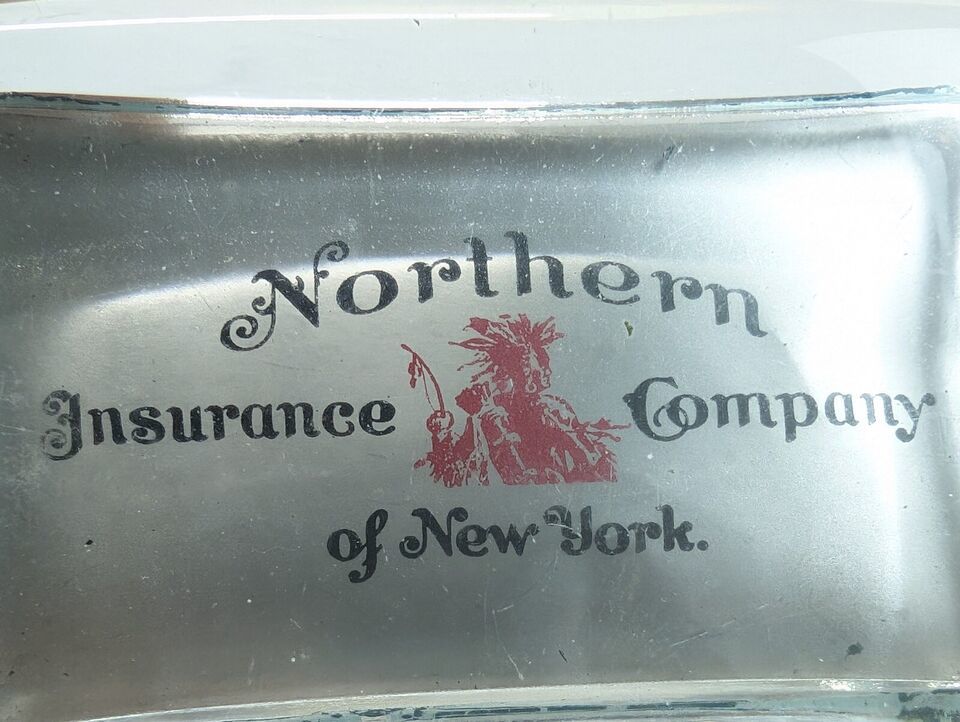 Northern
Insurance Company
of New York.